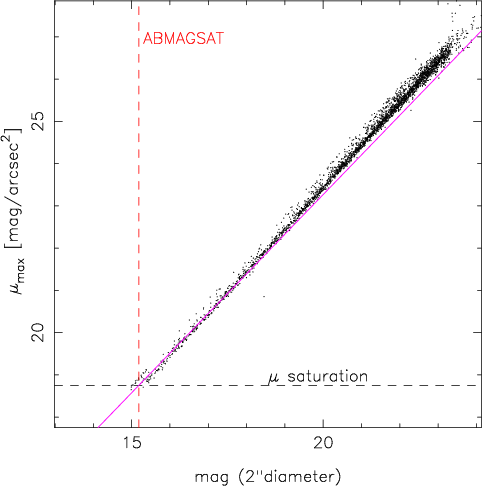 ABMAGSAT
25
20
μmax [mag/arcsec²]
μ saturation
15 20
mag (2"diameter)